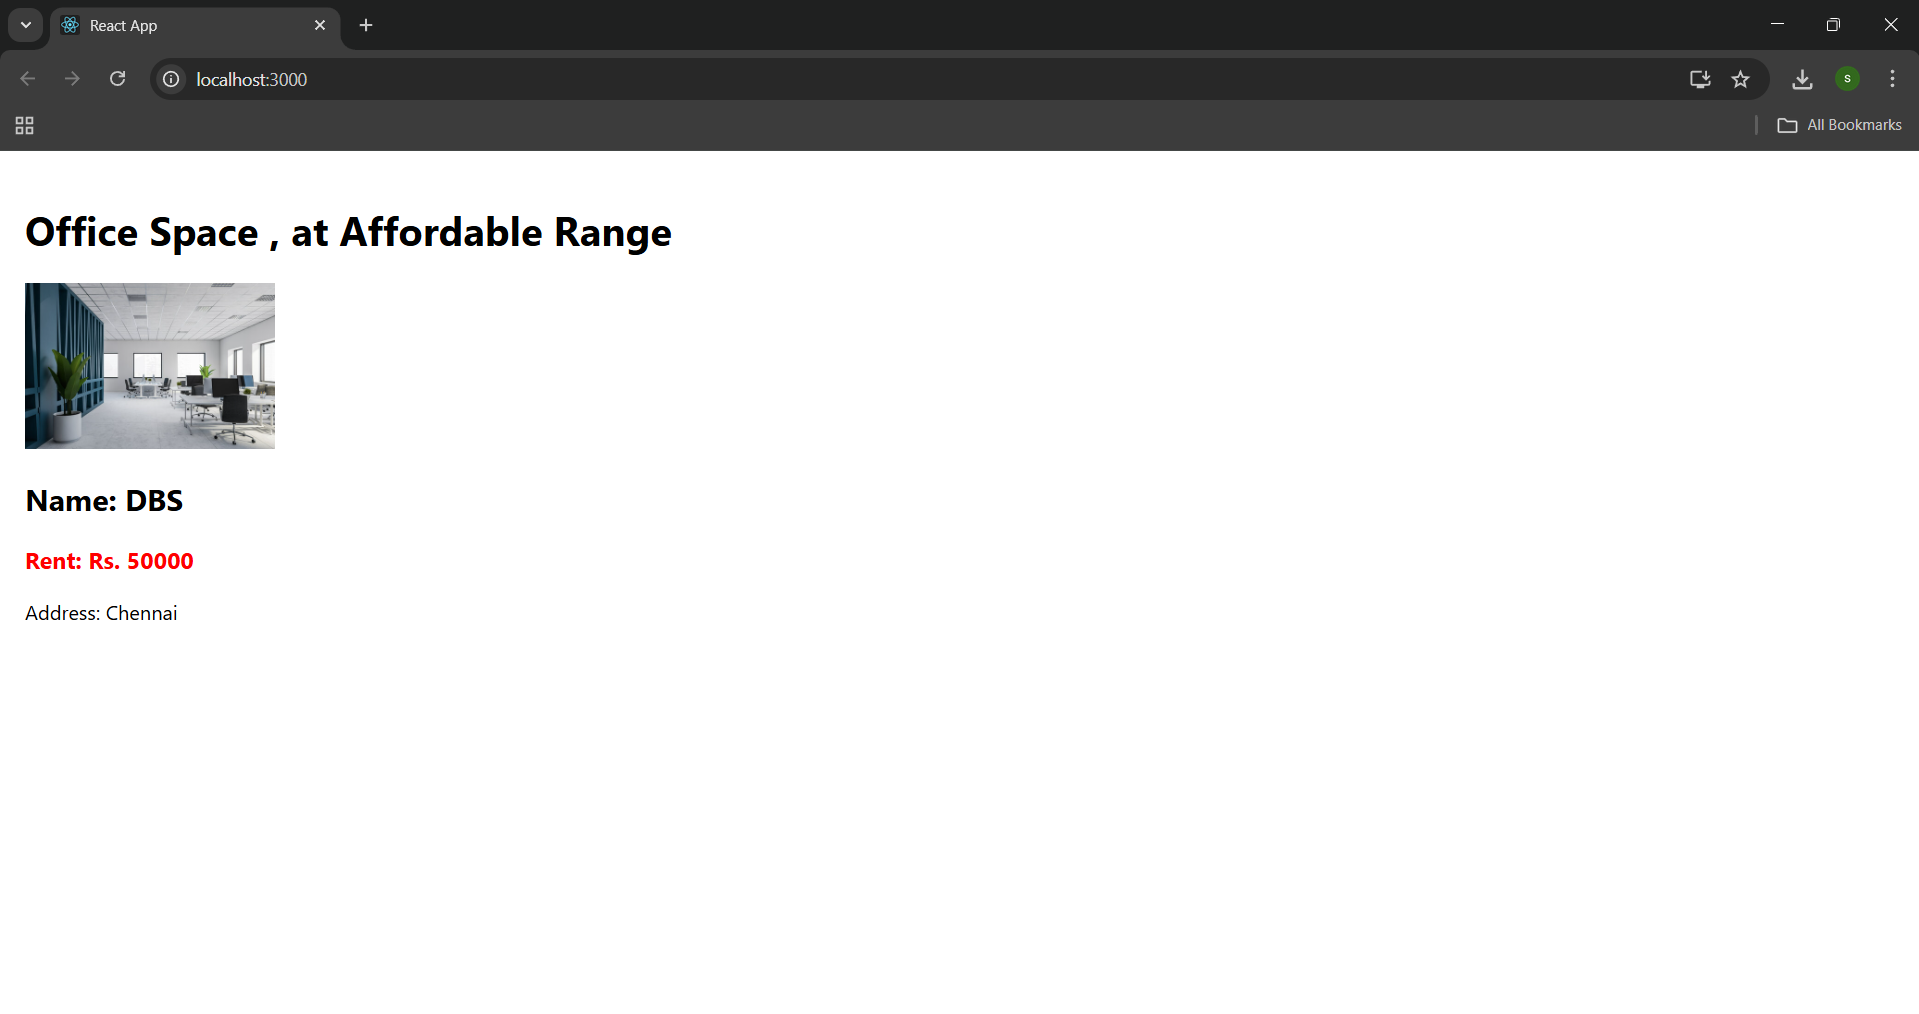 React App
localhost:3000
S
All Bookmarks
Office Space , at Affordable Range
Name: DBS
Rent: Rs. 50000
Address: Chennai